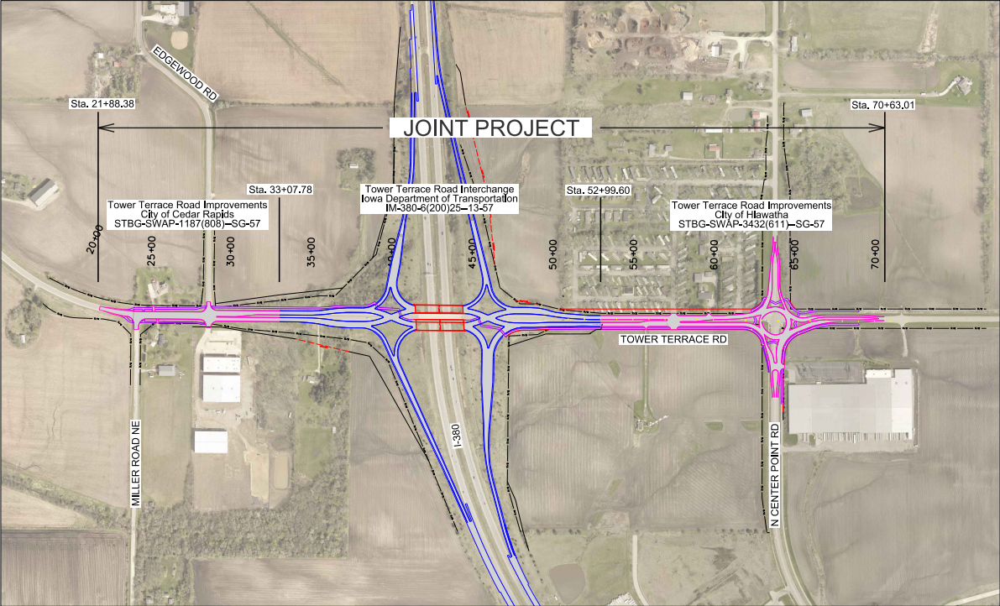 EDGEWOOD RD
Sta. 21+88.38
Sta. 70+63.01
JOINT PROJECT
Sta. 33+07.78
Tower Terrace Road Interchange
Iowa Department of Transportation
IM-380-6(200)25--13-57
Sta. 52+99.60
Tower Terrace Road Improvements
City of Cedar Rapids
STBG-SWAP-1187(808)--SG-57
Tower Terrace Road Improvements
City of Hiawatha
STBG-SWAP-3432(611)--SG-57
20+00
25+00
30+00
35+00
40+00
45+00
50+00
55+00
60+00
65+00
70+00
TOWER TERRACE RD
I-380
MILLER ROAD NE
N CENTER POINT RD